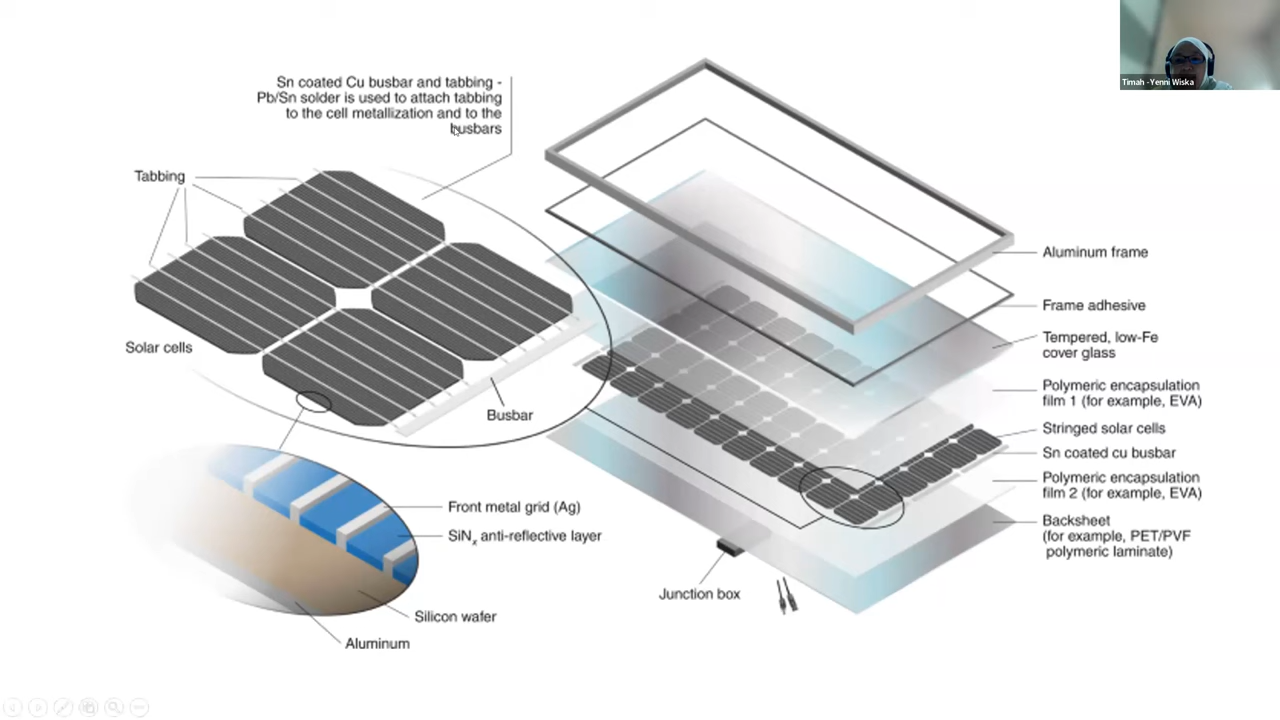 Sn coated Cu busbar and tabbing -
Pb/Sn solder is used to attach tabbing
to the cell metallization and to the
busbars
Tabbing
Solar cells
Busbar
Front metal grid (Ag)
SiNx anti-reflective layer
Silicon wafer
Aluminum
Aluminum frame
Frame adhesive
Tempered, low-Fe
cover glass
Polymeric encapsulation
film 1 (for example, EVA)
Stringed solar cells
Sn coated cu busbar
Polymeric encapsulation
film 2 (for example, EVA)
Backsheet
(for example, PET/PVF
polymeric laminate)
Junction box
Timah - Yenni Wiska